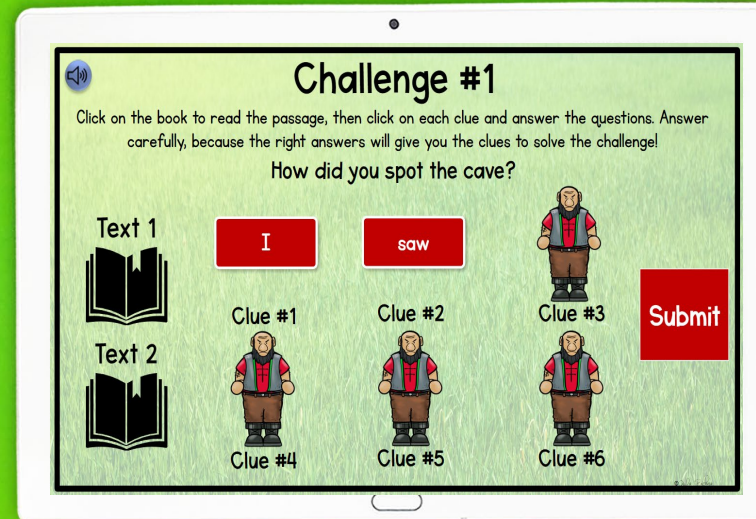 Challenge #1
Click on the book to read the passage, then click on each clue and answer the questions. Answer
carefully, because the right answers will give you the clues to solve the challenge!
How did you spot the cave?
Text 1
I
saw
Clue #1
Clue #2
Clue #3
Submit
Text 2
Clue #4
Clue #5
Clue #6